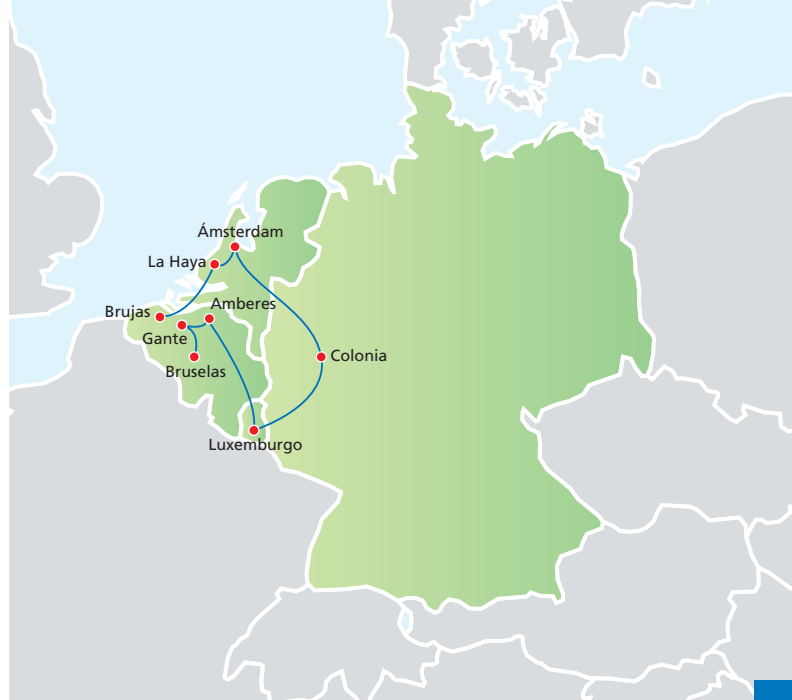 Ámsterdam
La Haya
Amberes
Brujas
Gante
Bruselas
Colonia
Luxemburgo